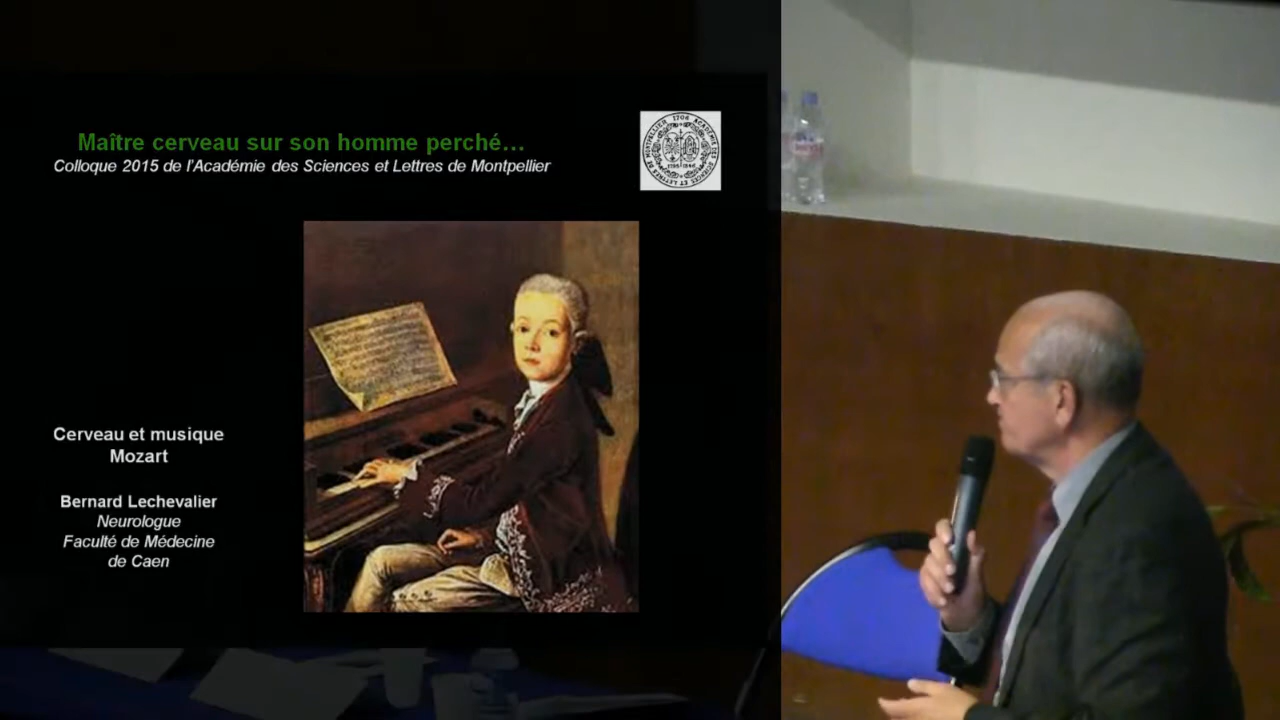 Maître cerveau sur son homme perché...
Colloque 2015 de l'Académie des Sciences et Lettres de Montpellier
Cerveau et musique
Mozart
Bernard Lechevalier
Neurologue
Faculté de Médecine
de Caen